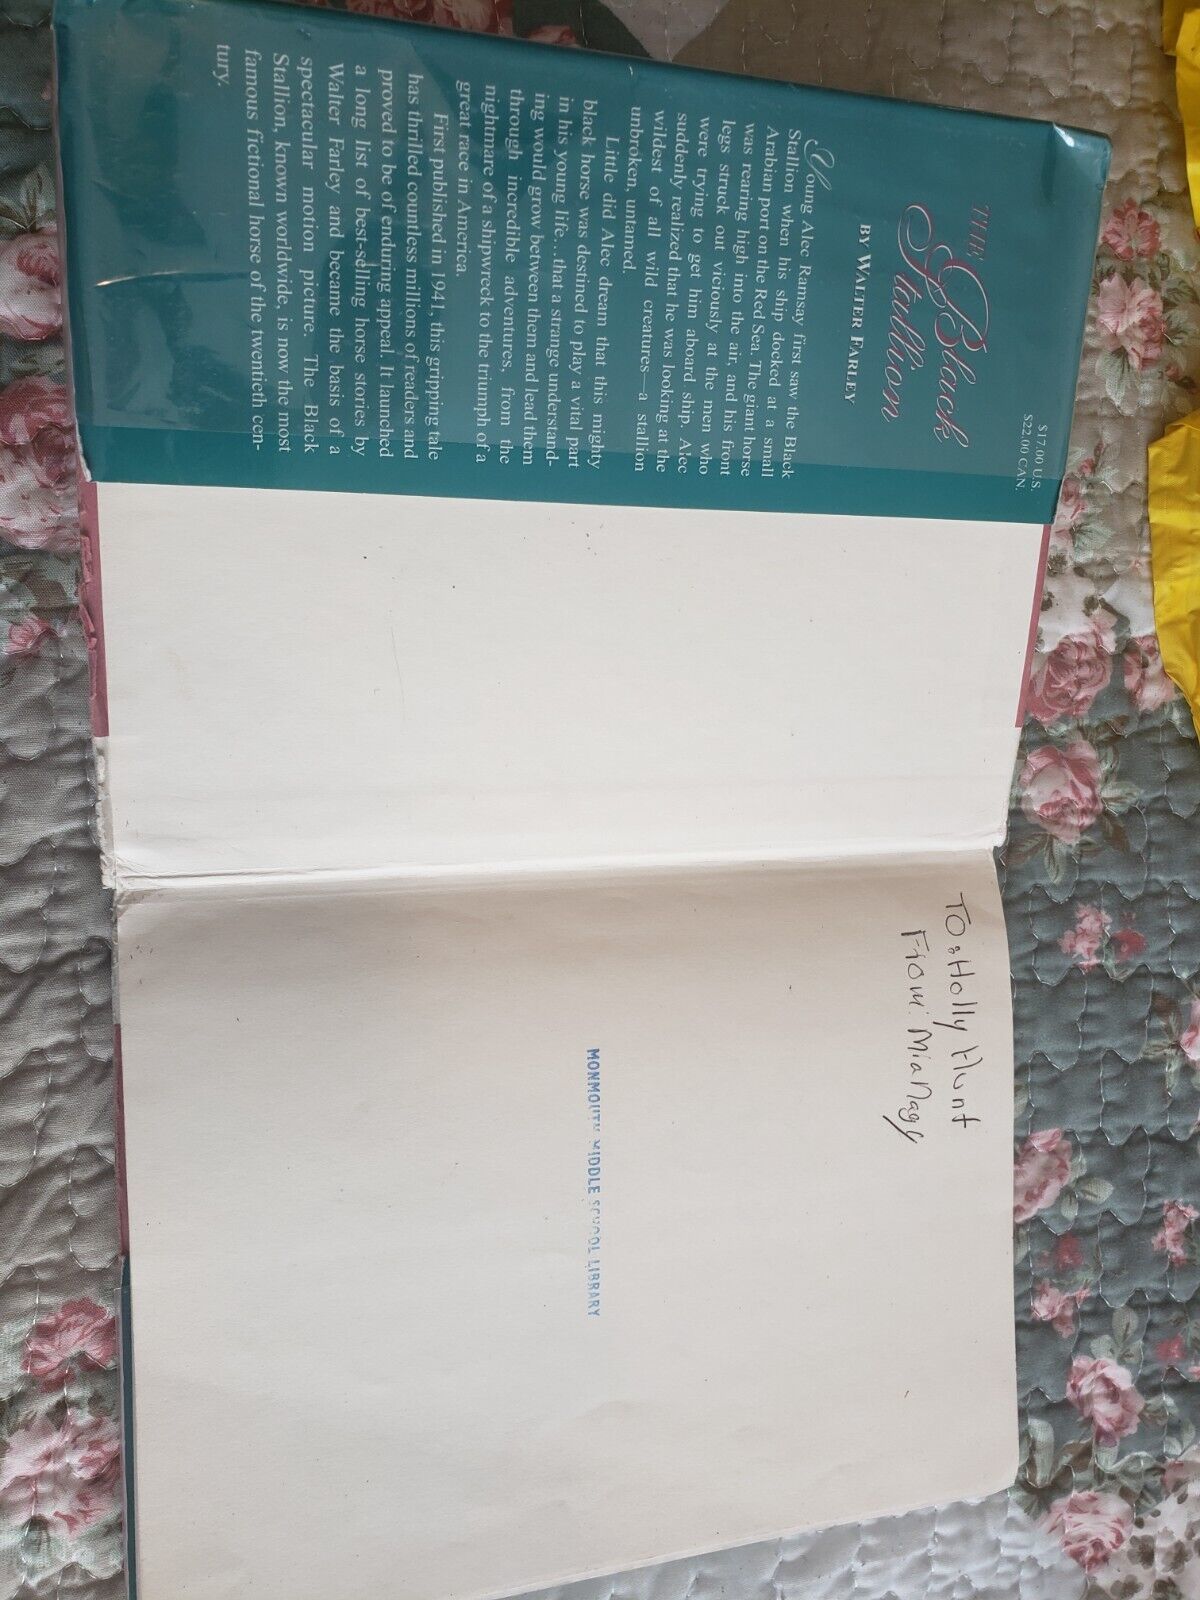 $17.00 U.S.
$22.00 CAN.
THE
Black
Stallion
BY WALTER FARLEY
Young Alec Ramsay first saw the Black
Stallion when his ship docked at a small
Arabian port on the Red Sea. The giant horse
was rearing high into the air, and his front
legs struck out viciously at the men who
were trying to get him aboard ship. Alec
suddenly realized that he was looking at the
wildest of all wild creatures—a stallion
unbroken, untamed.
Little did Alec dream that this mighty
black horse was destined to play a vital part
in his young life...that a strange understand-
ing would grow between them and lead them
through incredible adventures, from the
nightmare of a shipwreck to the triumph of a
great race in America.
First published in 1941, this gripping tale
has thrilled countless millions of readers and
proved to be of enduring appeal. It launched
a long list of best-selling horse stories by
Walter Farley and became the basis of a
spectacular motion picture. The Black
Stallion, known worldwide, is now the most
famous fictional horse of the twentieth cen-
tury.
To: Holly Hunt
From: Mia Nagy
MONMOUTH MIDDLE SCHOOL LIBRARY